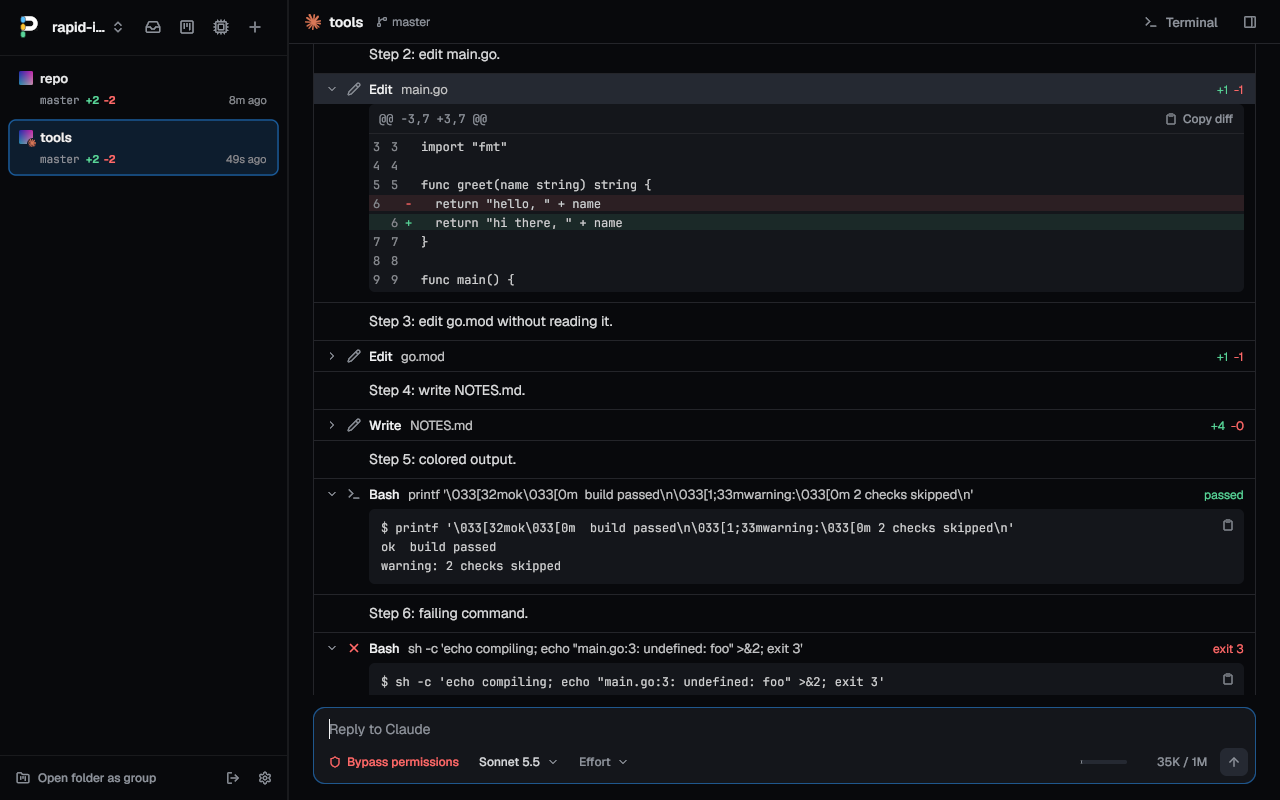 rapid-i...
tools
master
Terminal
repo
master +2 -2
8m ago
tools
master +2 -2
49s ago
Open folder as group
Step 2: edit main.go.
Edit main.go
+1 -1
@@ -3,7 +3,7 @@
Copy diff
3 3 import "fmt"
4 4
5 5 func greet(name string) string {
6 - return "hello, " + name
6 + return "hi there, " + name
7 7 }
8 8
9 9 func main() {
Step 3: edit go.mod without reading it.
Edit go.mod
+1 -1
Step 4: write NOTES.md.
Write NOTES.md
+4 -0
Step 5: colored output.
Bash printf '\033[32mok\033[0m build passed\n\033[1;33mwarning:\033[0m 2 checks skipped\n'
passed
$ printf '\033[32mok\033[0m  build passed\n\033[1;33mwarning:\033[0m 2 checks skipped\n'
ok  build passed
warning: 2 checks skipped
Step 6: failing command.
Bash sh -c 'echo compiling; echo "main.go:3: undefined: foo" >&2; exit 3'
exit 3
$ sh -c 'echo compiling; echo "main.go:3: undefined: foo" >&2; exit 3'
Reply to Claude
Bypass permissions
Sonnet 5.5
Effort
35K / 1M